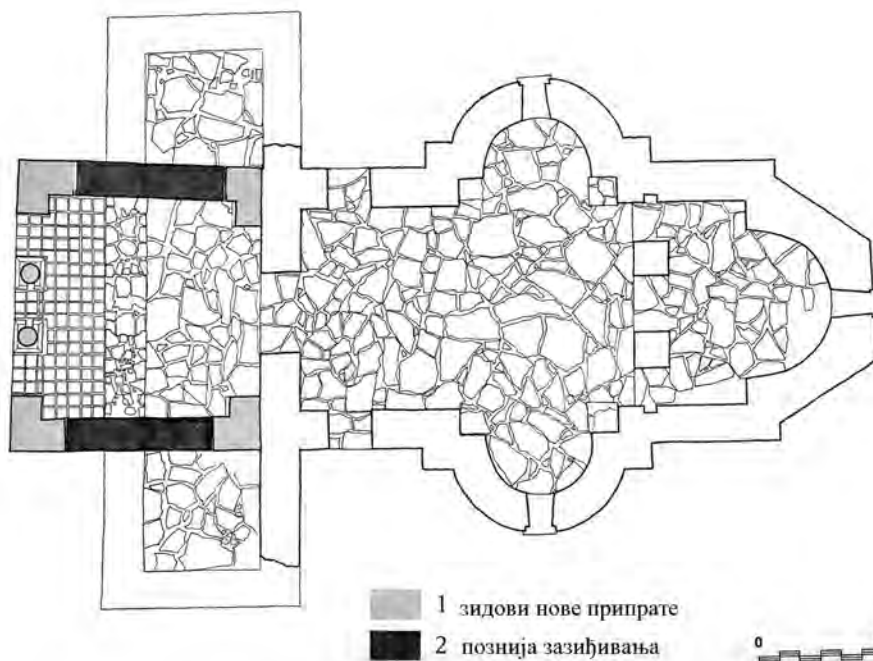 1 зидови нове припрате
2 познија зазиђивања
0